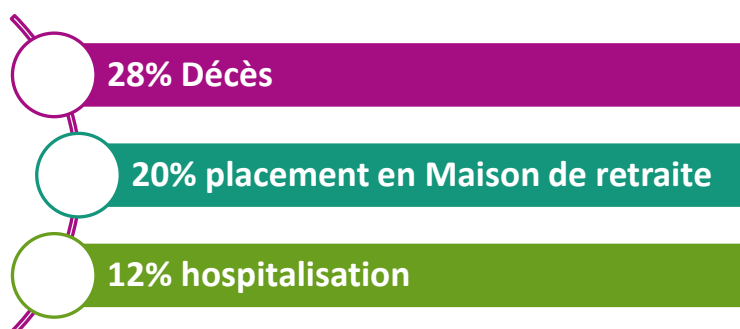 28% Décès
20% placement en Maison de retraite
12% hospitalisation